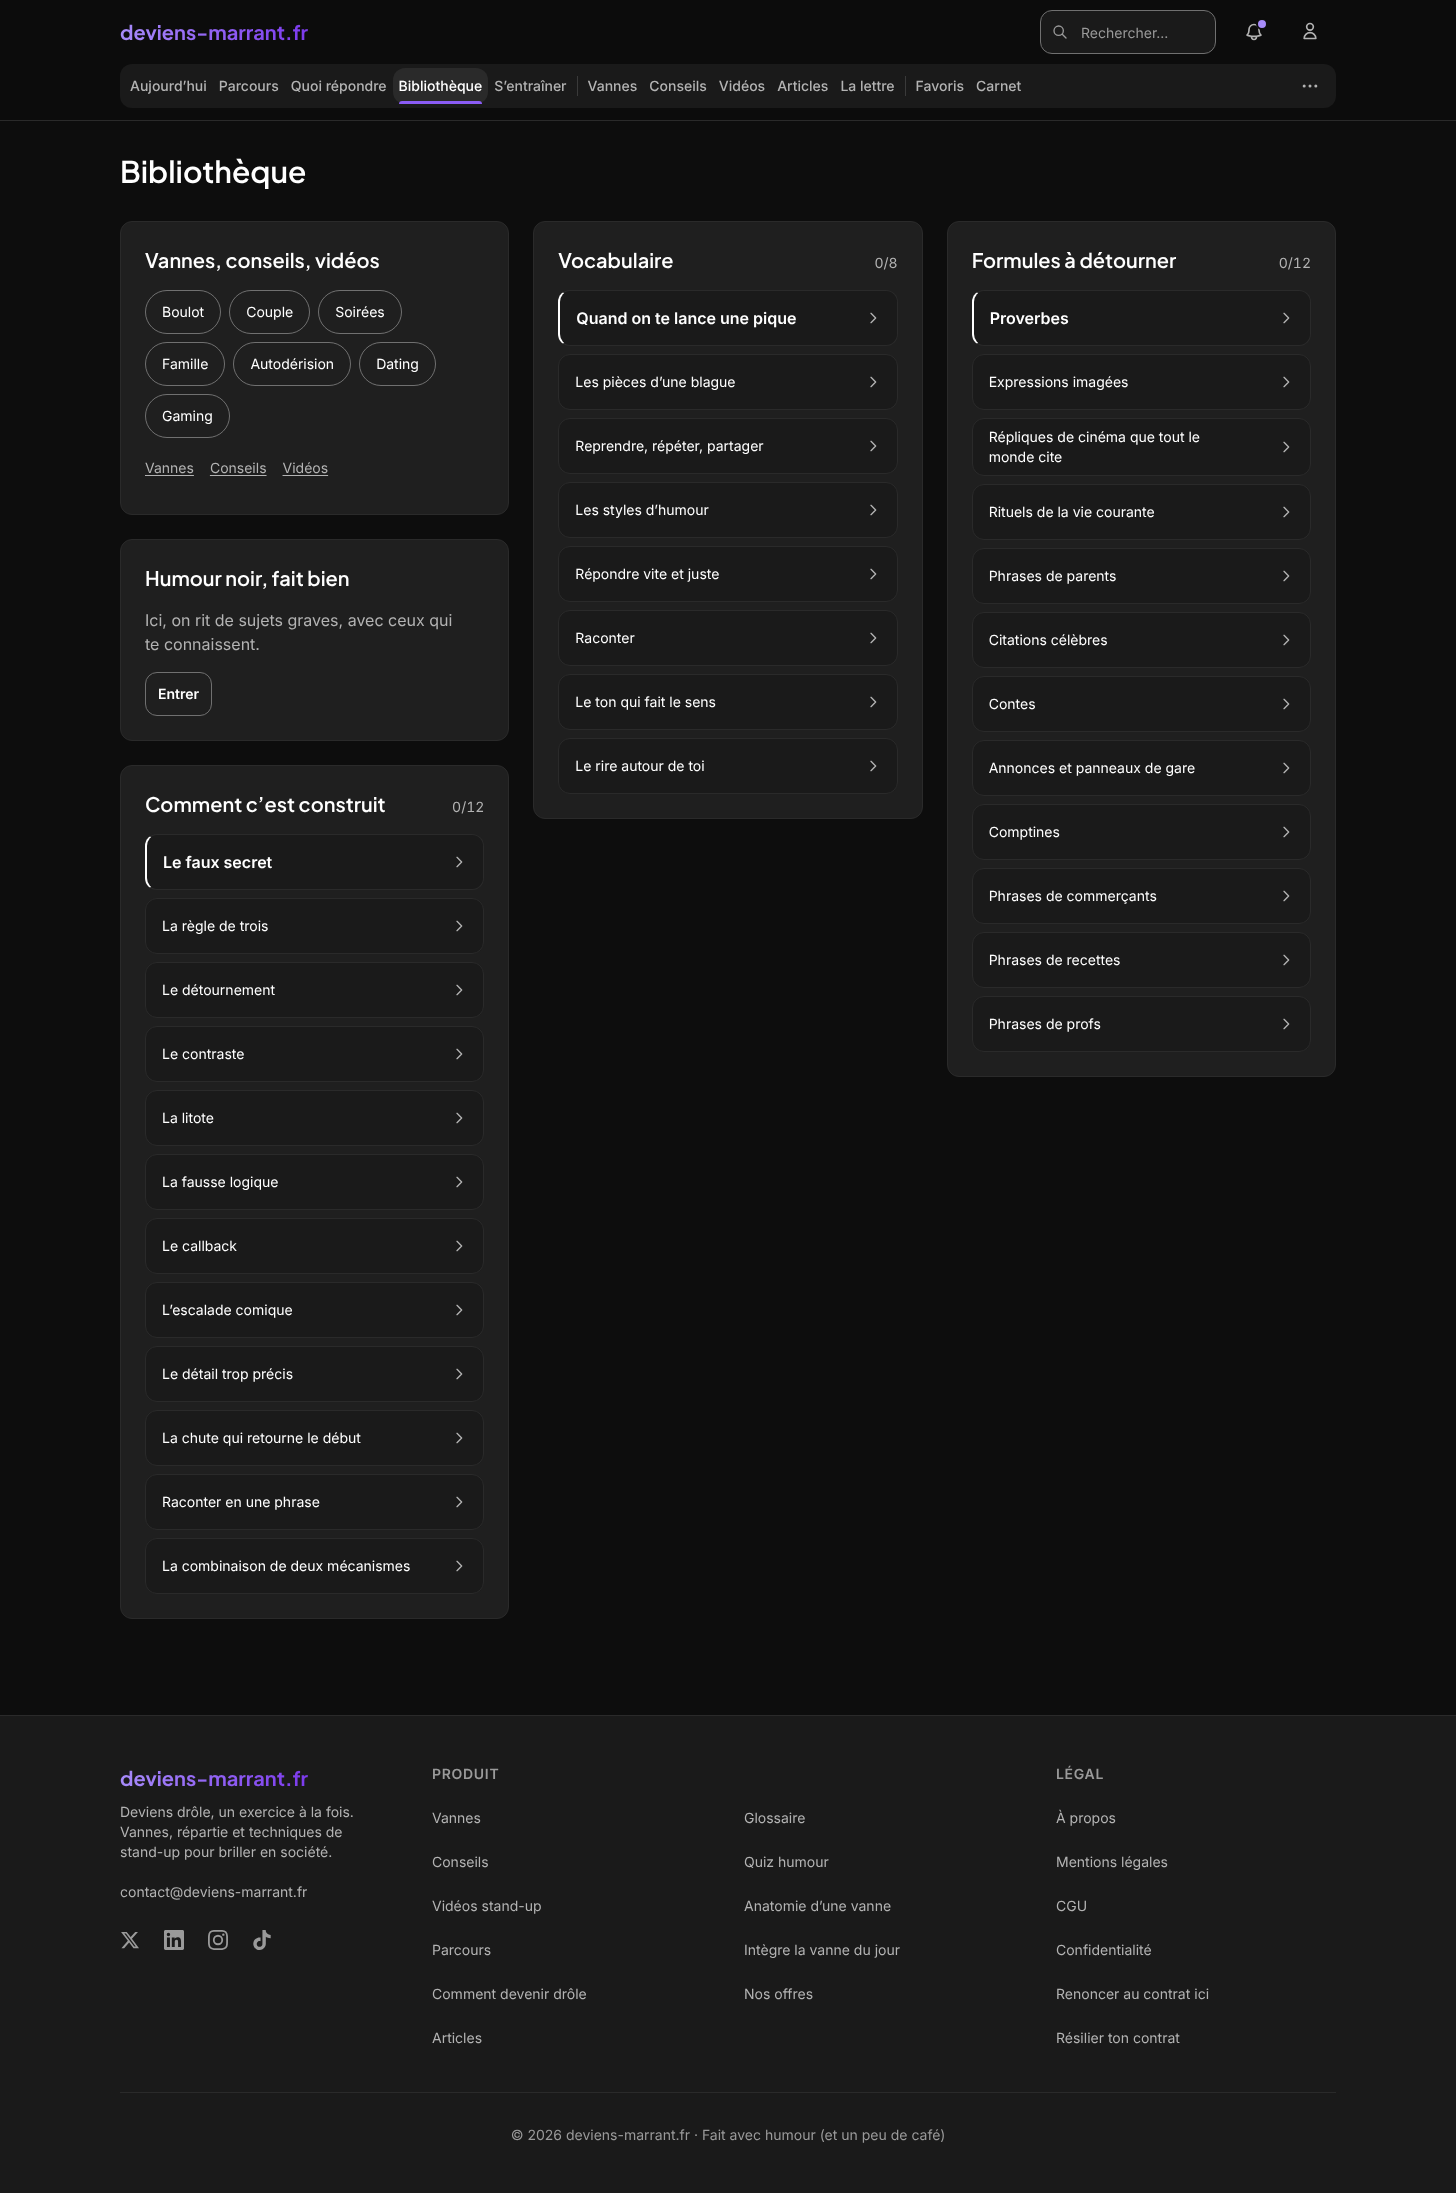 deviens-marrant.fr
Rechercher...
Aujourd’hui Parcours Quoi répondre Bibliothèque S’entraîner Vannes Conseils Vidéos Articles La lettre Favoris Carnet
Bibliothèque
Vannes, conseils, vidéos
Boulot Couple Soirées
Famille Autodérision Dating
Gaming
Vannes Conseils Vidéos
Humour noir, fait bien
Ici, on rit de sujets graves, avec ceux qui
te connaissent.
Entrer
Comment c’est construit 0/12
Le faux secret
La règle de trois
Le détournement
Le contraste
La litote
La fausse logique
Le callback
L’escalade comique
Le détail trop précis
La chute qui retourne le début
Raconter en une phrase
La combinaison de deux mécanismes
Vocabulaire 0/8
Quand on te lance une pique
Les pièces d’une blague
Reprendre, répéter, partager
Les styles d’humour
Répondre vite et juste
Raconter
Le ton qui fait le sens
Le rire autour de toi
Formules à détourner 0/12
Proverbes
Expressions imagées
Répliques de cinéma que tout le
monde cite
Rituels de la vie courante
Phrases de parents
Citations célèbres
Contes
Annonces et panneaux de gare
Comptines
Phrases de commerçants
Phrases de recettes
Phrases de profs
deviens-marrant.fr
Deviens drôle, un exercice à la fois.
Vannes, répartie et techniques de
stand-up pour briller en société.
contact@deviens-marrant.fr
PRODUIT
Vannes
Conseils
Vidéos stand-up
Parcours
Comment devenir drôle
Articles
Glossaire
Quiz humour
Anatomie d’une vanne
Intègre la vanne du jour
Nos offres
LÉGAL
À propos
Mentions légales
CGU
Confidentialité
Renoncer au contrat ici
Résilier ton contrat
© 2026 deviens-marrant.fr · Fait avec humour (et un peu de café)